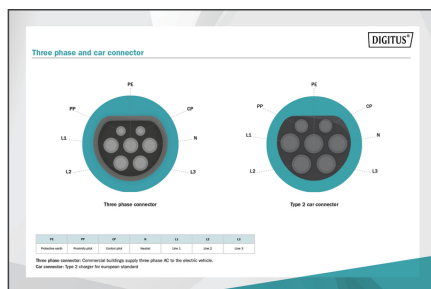 DIGITUS®
Three phase and car connector
PE
PP
CP
L1
N
L2
L3
Three phase connector
PE
PP
CP
L1
N
L2
L3
Type 2 car connector
PE PP CP N L1 L2 L3
Protective earth Proximity pilot Control pilot Neutral Line 1 Line 2 Line 3
Three phase connector: Commercial buildings supply three phase AC to the electric vehicle.
Car connector: Type 2 charger for european standard